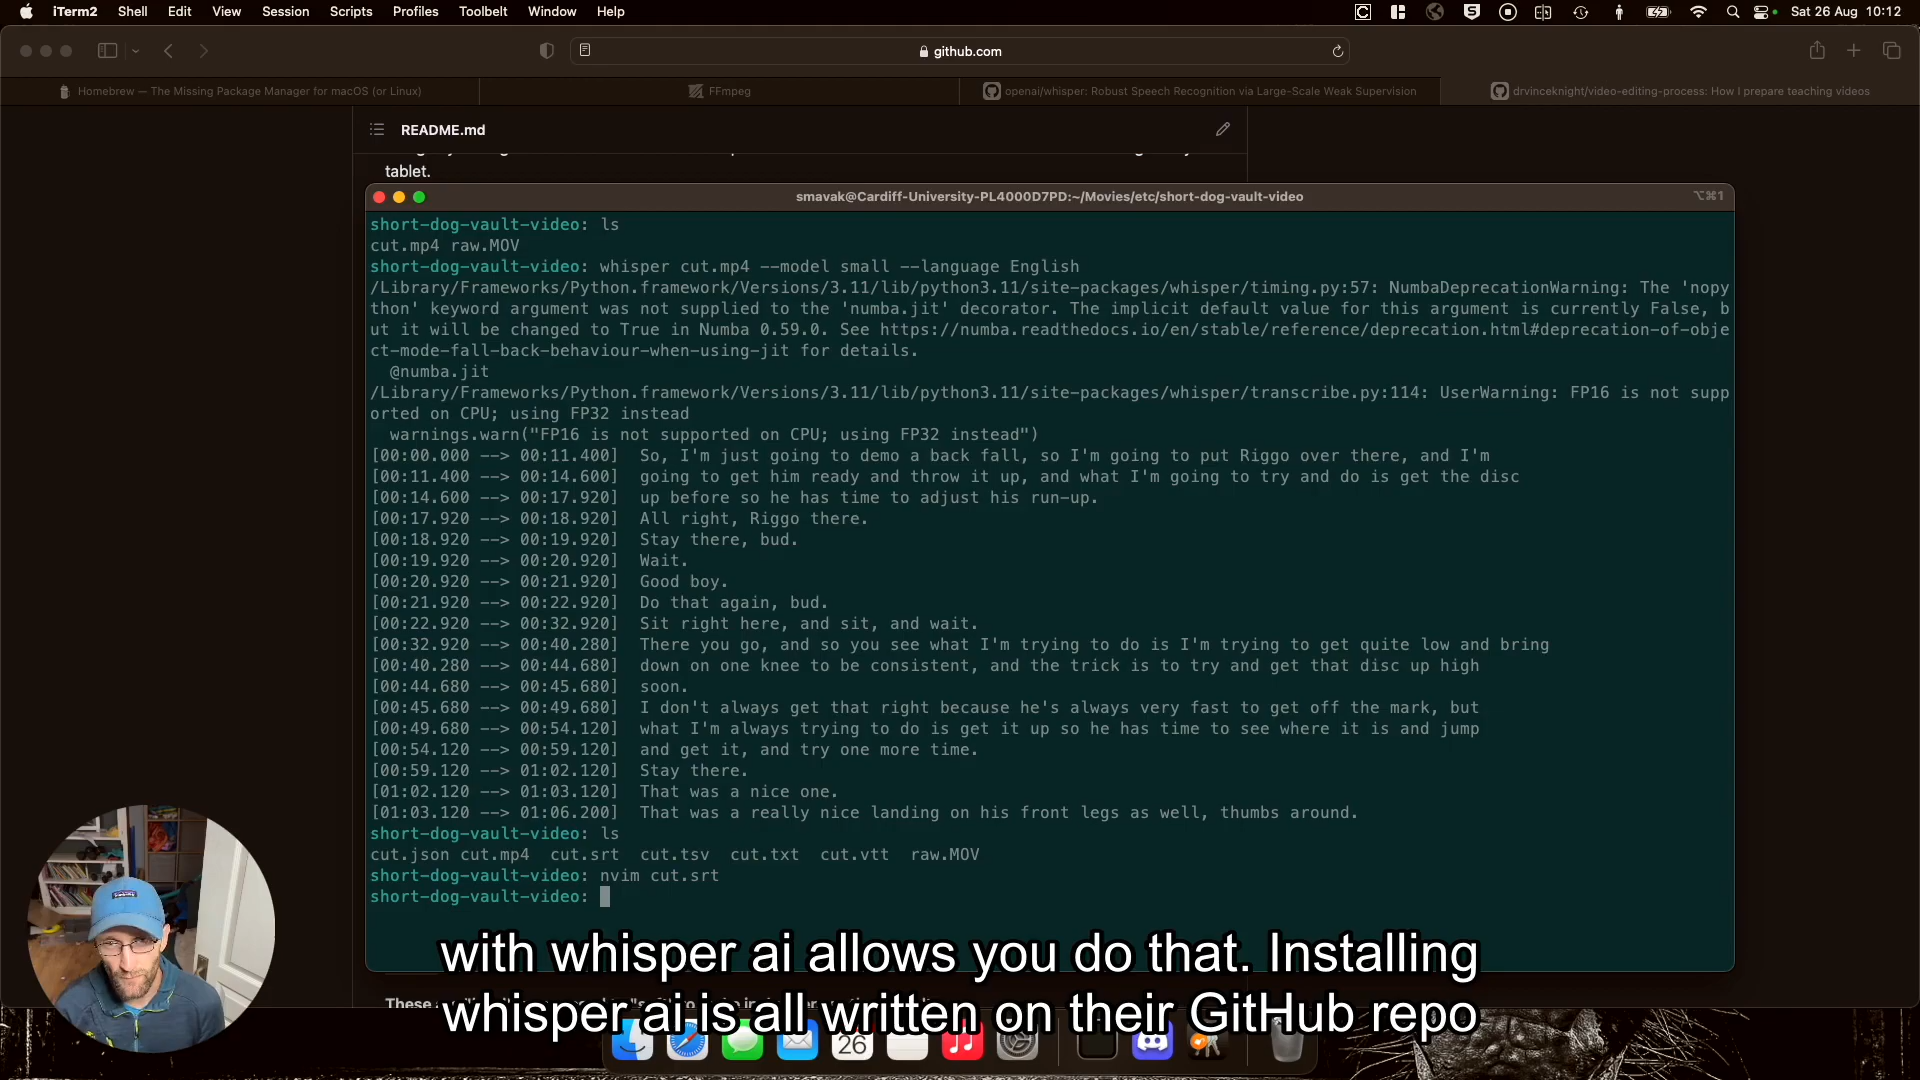 iTerm2 Shell Edit View Session Scripts Profiles Toolbelt Window Help Sat 26 Aug 10:12
github.com
Homebrew — The Missing Package Manager for macOS (or Linux) FFmpeg openai/whisper: Robust Speech Recognition via Large-Scale Weak Supervision drvinceknight/video-editing-process: How I prepare teaching videos
README.md
tablet.
smavak@Cardiff-University-PL4000D7PD:~/Movies/etc/short-dog-vault-video ⌥⌘1
short-dog-vault-video: ls
cut.mp4 raw.MOV
short-dog-vault-video: whisper cut.mp4 --model small --language English
/Library/Frameworks/Python.framework/Versions/3.11/lib/python3.11/site-packages/whisper/timing.py:57: NumbaDeprecationWarning: The 'nopy
thon' keyword argument was not supplied to the 'numba.jit' decorator. The implicit default value for this argument is currently False, b
ut it will be changed to True in Numba 0.59.0. See https://numba.readthedocs.io/en/stable/reference/deprecation.html#deprecation-of-obje
ct-mode-fall-back-behaviour-when-using-jit for details.
@numba.jit
/Library/Frameworks/Python.framework/Versions/3.11/lib/python3.11/site-packages/whisper/transcribe.py:114: UserWarning: FP16 is not supp
orted on CPU; using FP32 instead
warnings.warn("FP16 is not supported on CPU; using FP32 instead")
[00:00.000 --> 00:11.400] So, I'm just going to demo a back fall, so I'm going to put Riggo over there, and I'm
[00:11.400 --> 00:14.600] going to get him ready and throw it up, and what I'm going to try and do is get the disc
[00:14.600 --> 00:17.920] up before so he has time to adjust his run-up.
[00:17.920 --> 00:18.920] All right, Riggo there.
[00:18.920 --> 00:19.920] Stay there, bud.
[00:19.920 --> 00:20.920] Wait.
[00:20.920 --> 00:21.920] Good boy.
[00:21.920 --> 00:22.920] Do that again, bud.
[00:22.920 --> 00:32.920] Sit right here, and sit, and wait.
[00:32.920 --> 00:40.280] There you go, and so you see what I'm trying to do is I'm trying to get quite low and bring
[00:40.280 --> 00:44.680] down on one knee to be consistent, and the trick is to try and get that disc up high
[00:44.680 --> 00:45.680] soon.
[00:45.680 --> 00:49.680] I don't always get that right because he's always very fast to get off the mark, but
[00:49.680 --> 00:54.120] what I'm always trying to do is get it up so he has time to see where it is and jump
[00:54.120 --> 00:59.120] and get it, and try one more time.
[00:59.120 --> 01:02.120] Stay there.
[01:02.120 --> 01:03.120] That was a nice one.
[01:03.120 --> 01:06.200] That was a really nice landing on his front legs as well, thumbs around.
short-dog-vault-video: ls
cut.json cut.mp4 cut.srt cut.tsv cut.txt cut.vtt raw.MOV
short-dog-vault-video: nvim cut.srt
short-dog-vault-video:
with whisper ai allows you do that. Installing
These
whisper ai is all written on their GitHub repo
26